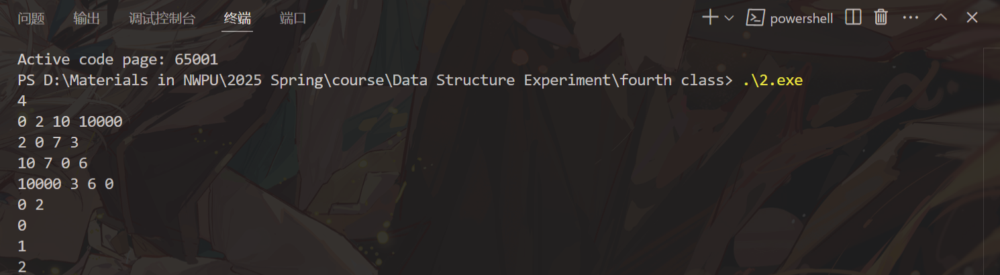 问题 输出 调试控制台 终端 端口 powershell
Active code page: 65001
PS D:\Materials in NWPU\2025 Spring\course\Data Structure Experiment\fourth class> .\2.exe
4
0 2 10 10000
2 0 7 3
10 7 0 6
10000 3 6 0
0 2
0
1
2